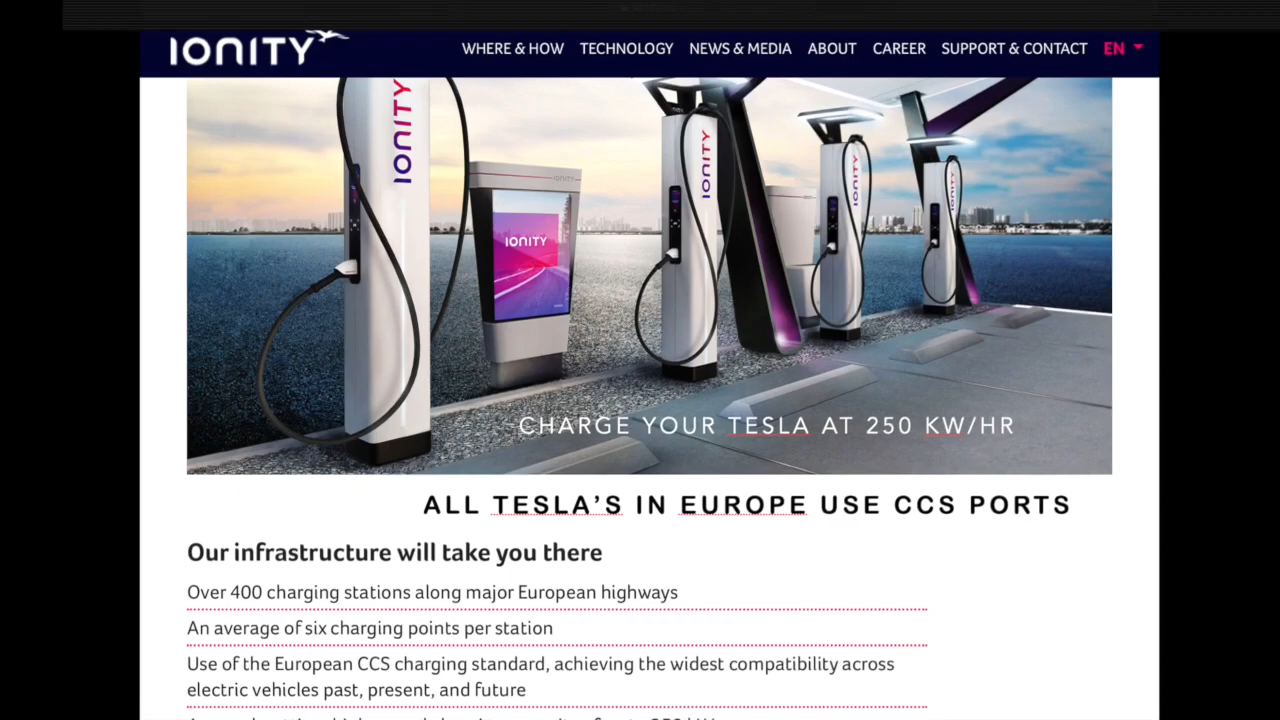 IONITY
WHERE & HOW TECHNOLOGY NEWS & MEDIA ABOUT CAREER SUPPORT & CONTACT EN
IONITY
IONITY
IONITY
IONITY
IONITY
IONITY
CHARGE YOUR TESLA AT 250 KW/HR
ALL TESLA'S IN EUROPE USE CCS PORTS
Our infrastructure will take you there
Over 400 charging stations along major European highways
An average of six charging points per station
Use of the European CCS charging standard, achieving the widest compatibility across
electric vehicles past, present, and future